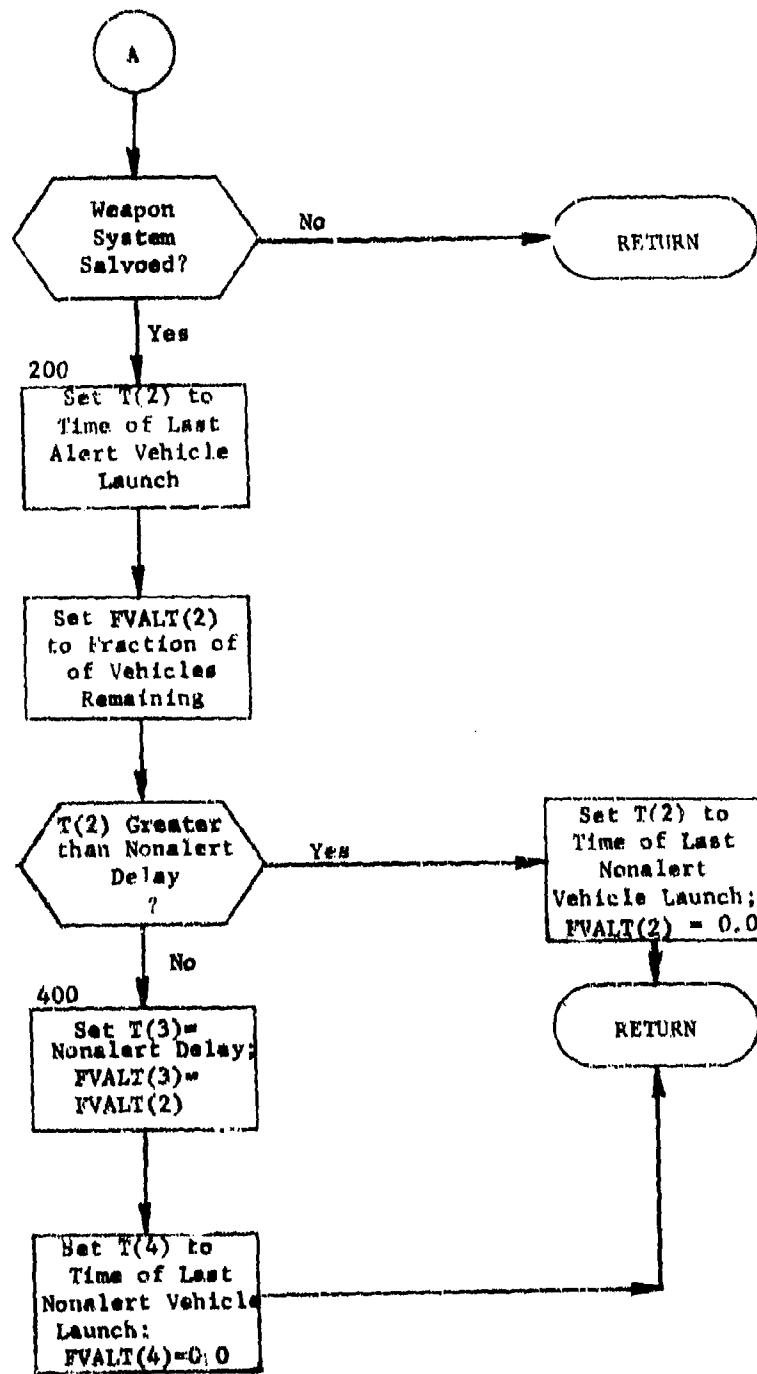 A
Weapon
System
Salvoed?
No
RETURN
Yes
200
Set T(2) to
Time of Last
Alert Vehicle
Launch
Set FVALT(2)
to Fraction of
of Vehicles
Remaining
T(2) Greater
than Nonalert
Delay
?
Yes
Set T(2) to
Time of Last
Nonalert
Vehicle Launch;
FVALT(2) = 0.0
No
RETURN
400
Set T(3)=
Nonalert Delay;
FVALT(3)=
FVALT(2)
Set T(4) to
Time of Last
Nonalert Vehicle
Launch;
FVALT(4)=0.0